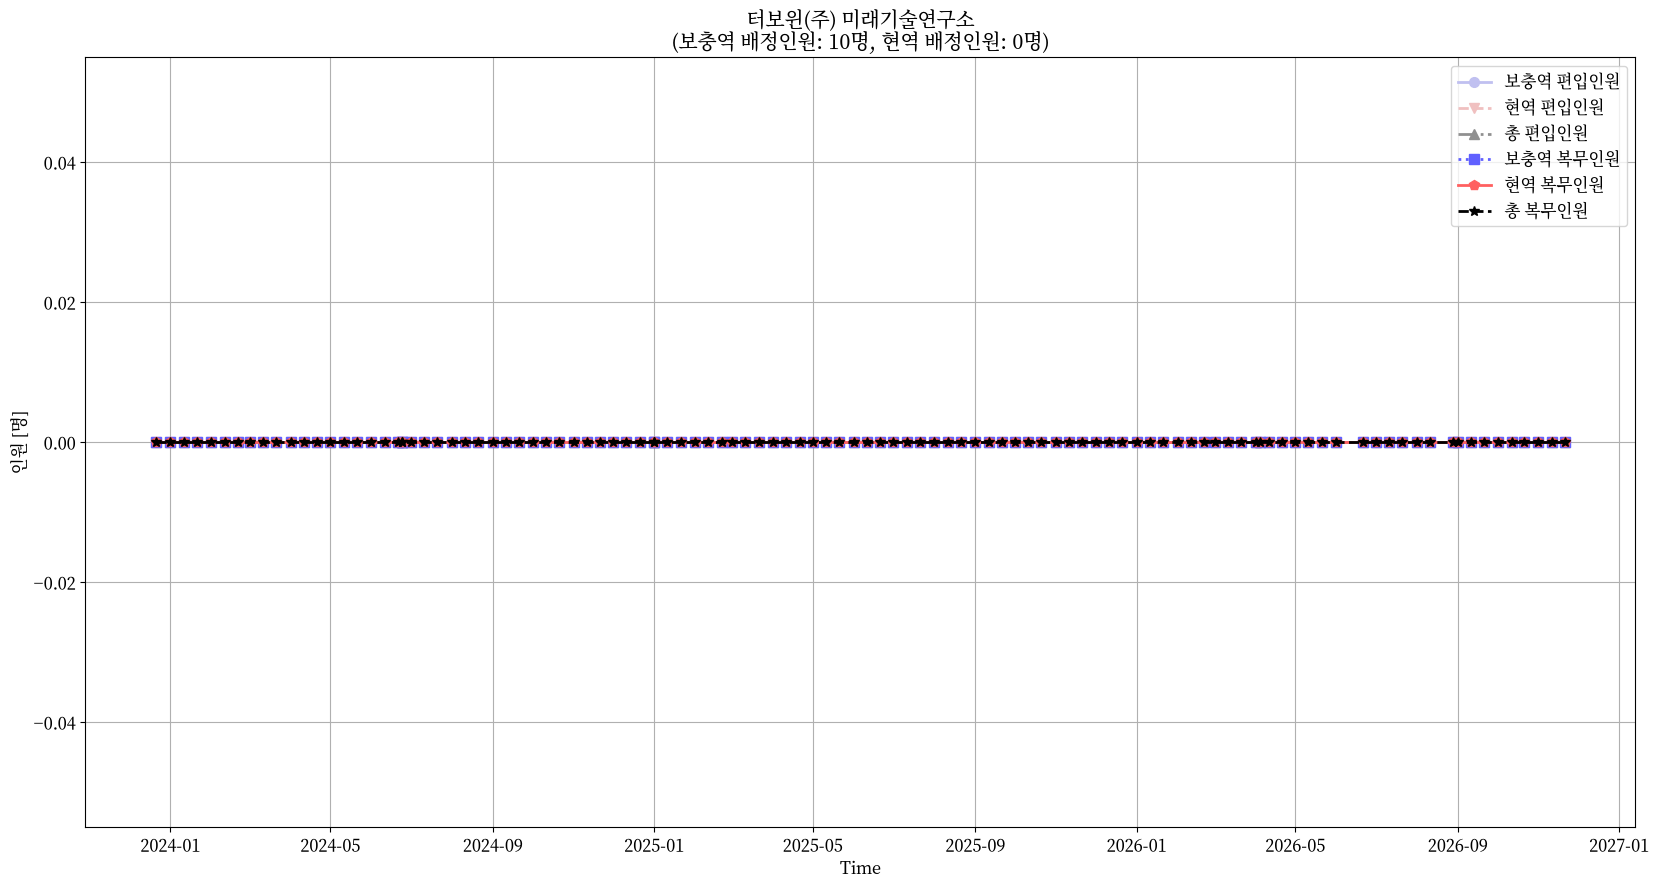 터보윈(주) 미래기술연구소
(보충역 배정인원: 10명, 현역 배정인원: 0명)
보충역 편입인원
현역 편입인원
총 편입인원
보충역 복무인원
현역 복무인원
총 복무인원
인원 [명]
0.04
0.02
0.00
−0.02
−0.04
2024-01 2024-05 2024-09 2025-01 2025-05 2025-09 2026-01 2026-05 2026-09 2027-01
Time